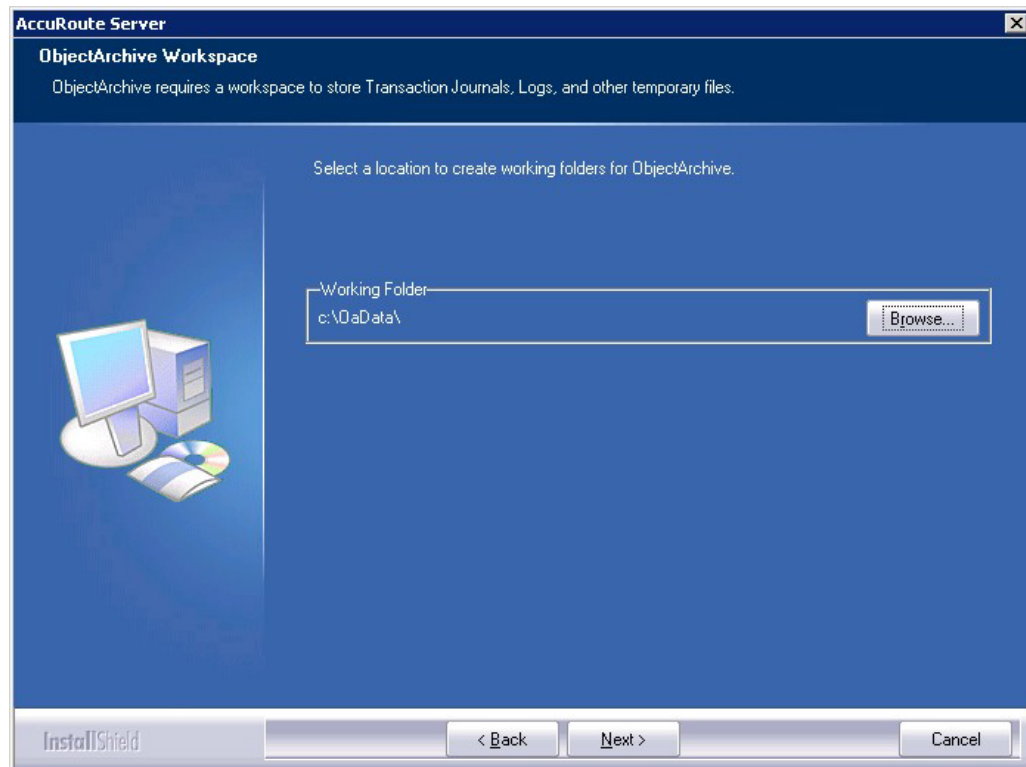 AccuRoute Server
ObjectArchive Workspace
ObjectArchive requires a workspace to store Transaction Journals, Logs, and other temporary files.
Select a location to create working folders for ObjectArchive.
Working Folder
c:\OaData\
Browse...
InstallShield
< Back
Next >
Cancel